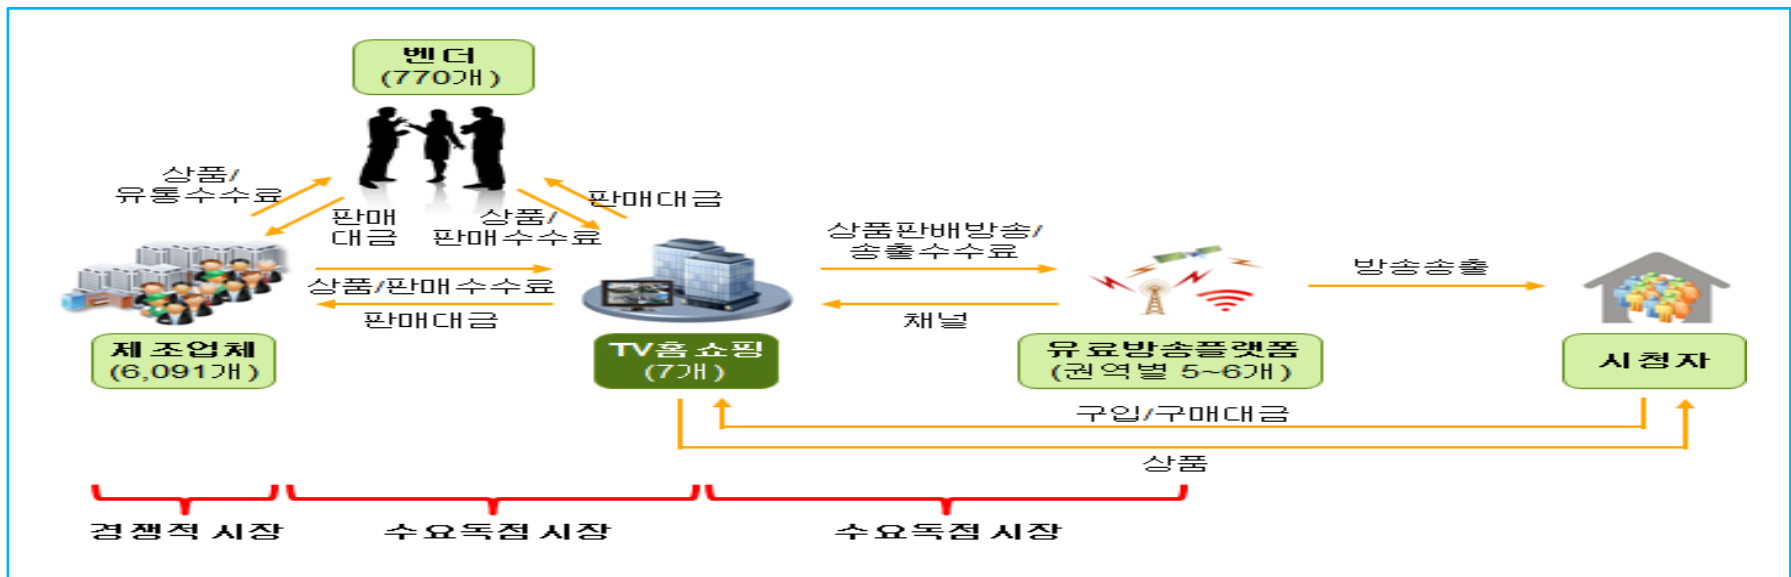 벤더
(770개)
상품/
유통수수료
판매
대금
상품/
판매수수료
판매대금
상품판배방송/
송출수수료
방송송출
상품/판매수수료
판매대금
채널
제조업체
(6,091개)
TV홈쇼핑
(7개)
유료방송플랫폼
(권역별 5~6개)
시청자
구입/구매대금
상품
경쟁적 시장
수요독점 시장
수요독점 시장